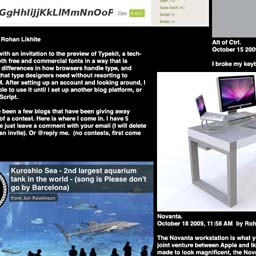 GgHhIiJjKkLlMmNnOoF
Rohan Likhite
with an invitation to the preview of Typekit, a tech-
both free and commercial fonts in a way that is
differences in how browsers handle type, and
that type designers need without resorting to
. After setting up an account and looking around, I
ble to use it until I set up another blog platform, or
Script.
e been a few blogs that have been giving away
of a contest. Here is where I come in. I have 5
e just leave a comment with your email (I will delete
an invite). Or @reply me. (no contests, first come
Kuroshio Sea - 2nd largest aquarium
tank in the world - (song is Please don't
go by Barcelona)
from Jon Rawlinson
Alt of Ctrl.
October 15 2009
I broke my keyb
Novanta.
October 18 2009, 11:58 AM by Roh
The Novanta workstation is what y
joint venture between Apple and Ik
made to look magnificent, the Nova